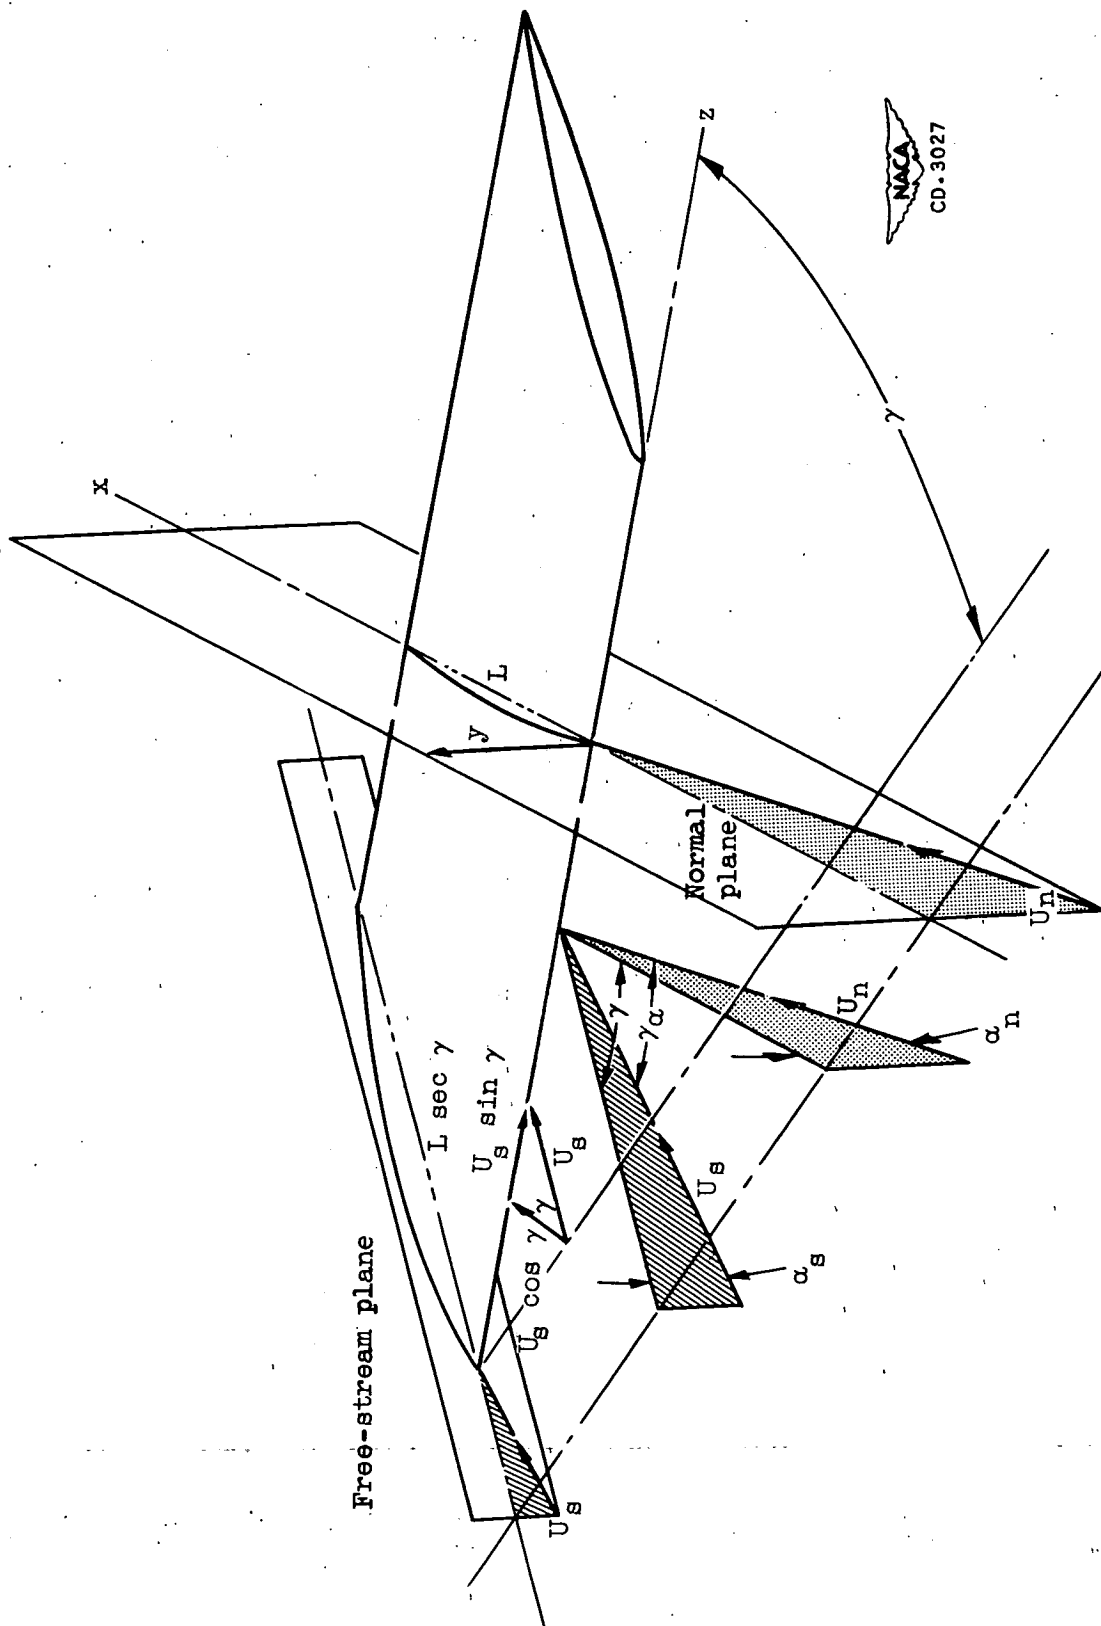 Free-stream plane
x
L
y
L sec γ
U_s sin γ
U_s
U_s cos γ
γ
U_s
Normal
plane
γ
γ_α
U_s
α_s
U_n
α_n
U_n
z
γ
NACA
CD-3027